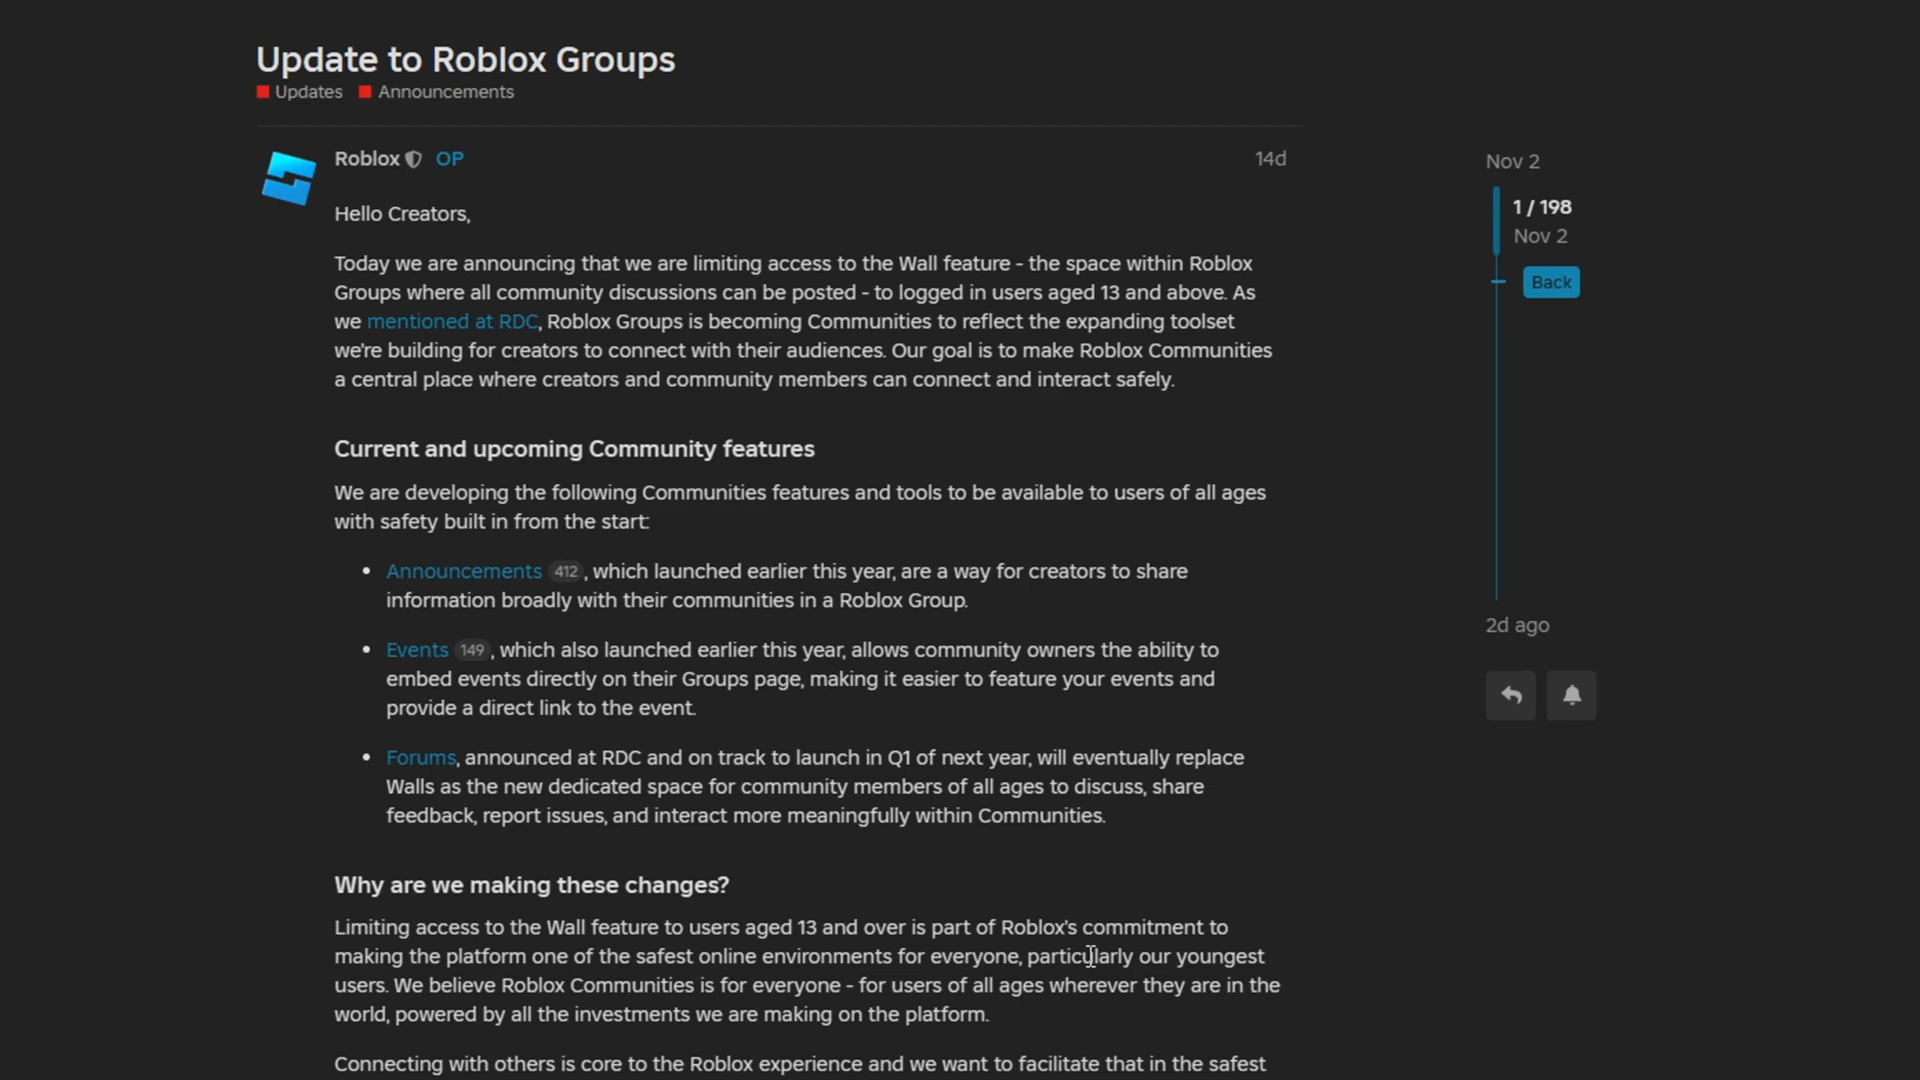 Update to Roblox Groups
Updates Announcements
Roblox OP 14d
Hello Creators,
Today we are announcing that we are limiting access to the Wall feature - the space within Roblox
Groups where all community discussions can be posted - to logged in users aged 13 and above. As
we mentioned at RDC, Roblox Groups is becoming Communities to reflect the expanding toolset
we're building for creators to connect with their audiences. Our goal is to make Roblox Communities
a central place where creators and community members can connect and interact safely.
Current and upcoming Community features
We are developing the following Communities features and tools to be available to users of all ages
with safety built in from the start:
• Announcements 412, which launched earlier this year, are a way for creators to share
information broadly with their communities in a Roblox Group.
• Events 149, which also launched earlier this year, allows community owners the ability to
embed events directly on their Groups page, making it easier to feature your events and
provide a direct link to the event.
• Forums, announced at RDC and on track to launch in Q1 of next year, will eventually replace
Walls as the new dedicated space for community members of all ages to discuss, share
feedback, report issues, and interact more meaningfully within Communities.
Why are we making these changes?
Limiting access to the Wall feature to users aged 13 and over is part of Roblox's commitment to
making the platform one of the safest online environments for everyone, particularly our youngest
users. We believe Roblox Communities is for everyone - for users of all ages wherever they are in the
world, powered by all the investments we are making on the platform.
Connecting with others is core to the Roblox experience and we want to facilitate that in the safest
Nov 2
1 / 198
Nov 2
Back
2d ago